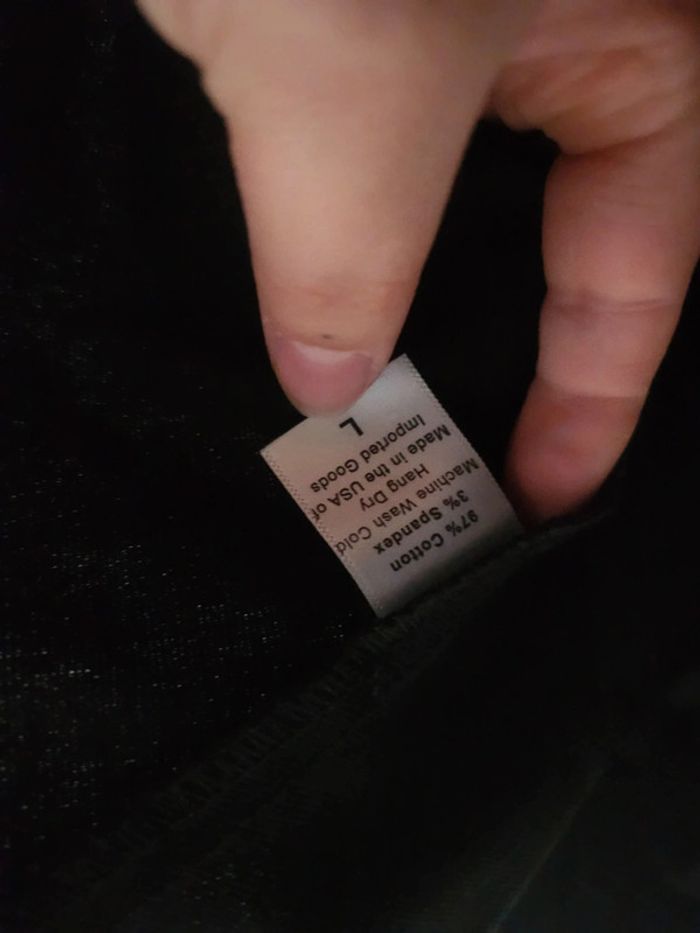 97% Cotton
3% Spandex
Machine Wash Cold
Hang Dry
Made in the USA of
Imported Goods
L